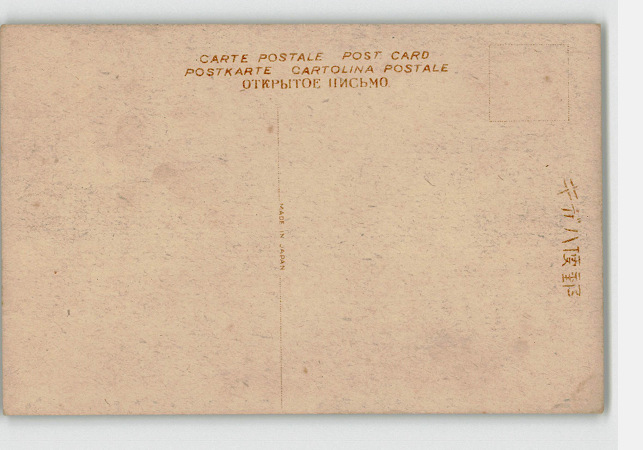 CARTE POSTALE POST CARD
POSTKARTE CARTOLINA POSTALE
ОТКРЫТОЕ ПИСЬМО.
MADE IN JAPAN